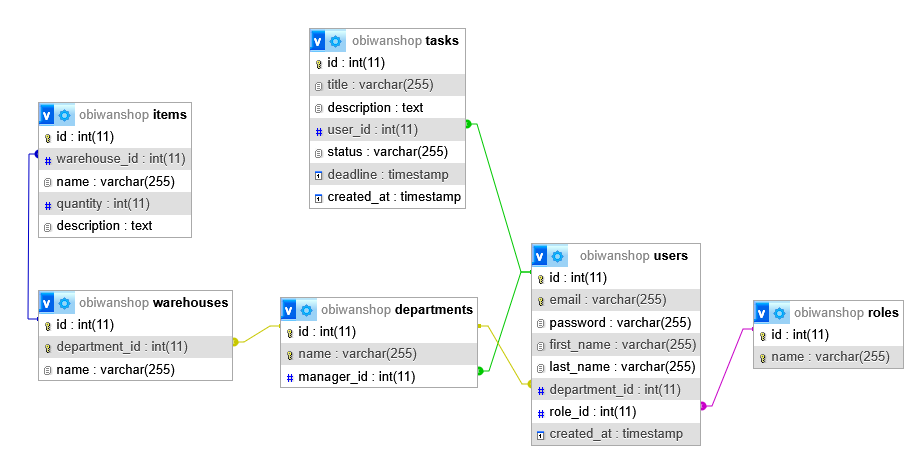 v obiwanshop tasks
id : int(11)
title : varchar(255)
description : text
# user_id : int(11)
status : varchar(255)
deadline : timestamp
created_at : timestamp
v obiwanshop items
id : int(11)
# warehouse_id : int(11)
name : varchar(255)
# quantity : int(11)
description : text
v obiwanshop users
id : int(11)
email : varchar(255)
password : varchar(255)
first_name : varchar(255)
last_name : varchar(255)
# department_id : int(11)
# role_id : int(11)
created_at : timestamp
v obiwanshop warehouses
id : int(11)
department_id : int(11)
name : varchar(255)
v obiwanshop departments
id : int(11)
name : varchar(255)
# manager_id : int(11)
v obiwanshop roles
id : int(11)
name : varchar(255)